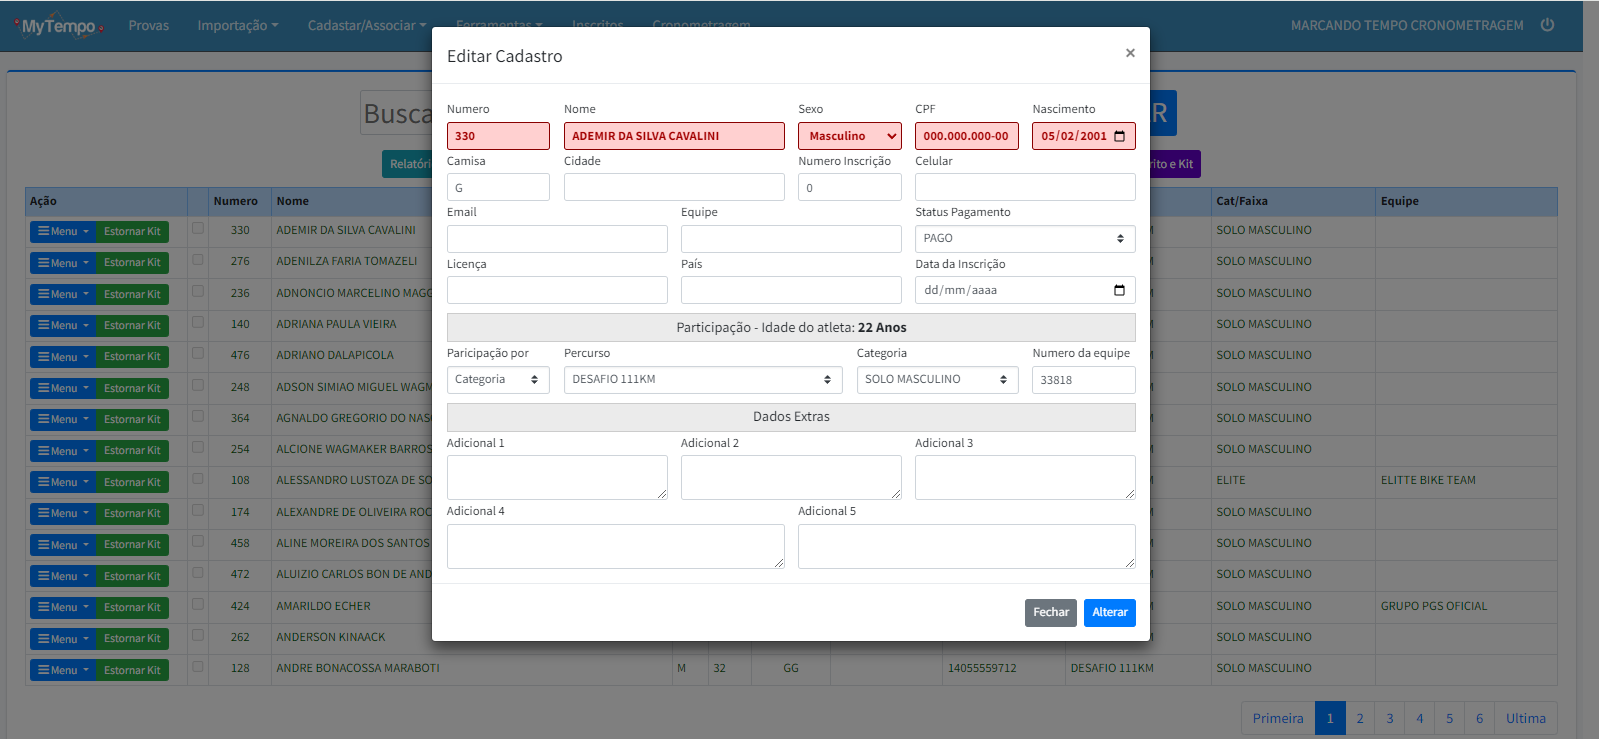 MyTempo Provas Importação Cadastar/Associar Ferramentas Inscritos Cronometragem MARCANDO TEMPO CRONOMETRAGEM
Editar Cadastro ×
Busca R
Numero Nome Sexo CPF Nascimento
330 ADEMIR DA SILVA CAVALINI Masculino 000.000.000-00 05/02/2001
Camisa Cidade Numero Inscrição Celular
G 0
Relatóri rito e Kit
Email Equipe Status Pagamento
PAGO
Licença País Data da Inscrição
dd/mm/aaaa
Participação - Idade do atleta: 22 Anos
Paricipação por Percurso Categoria Numero da equipe
Categoria DESAFIO 111KM SOLO MASCULINO 33818
Dados Extras
Adicional 1 Adicional 2 Adicional 3
Adicional 4 Adicional 5
Fechar Alterar
Ação Numero Nome Cat/Faixa Equipe
Menu Estornar Kit 330 ADEMIR DA SILVA CAVALINI M SOLO MASCULINO
Menu Estornar Kit 276 ADENILZA FARIA TOMAZELI M SOLO MASCULINO
Menu Estornar Kit 236 ADNONCIO MARCELINO MAGG M SOLO MASCULINO
Menu Estornar Kit 140 ADRIANA PAULA VIEIRA M SOLO MASCULINO
Menu Estornar Kit 476 ADRIANO DALAPICOLA M SOLO MASCULINO
Menu Estornar Kit 248 ADSON SIMIAO MIGUEL WAGM M SOLO MASCULINO
Menu Estornar Kit 364 AGNALDO GREGORIO DO NAS M SOLO MASCULINO
Menu Estornar Kit 254 ALCIONE WAGMAKER BARROS M SOLO MASCULINO
Menu Estornar Kit 108 ALESSANDRO LUSTOZA DE SO M ELITE ELITTE BIKE TEAM
Menu Estornar Kit 174 ALEXANDRE DE OLIVEIRA ROC M SOLO MASCULINO
Menu Estornar Kit 458 ALINE MOREIRA DOS SANTOS M SOLO MASCULINO
Menu Estornar Kit 472 ALUIZIO CARLOS BON DE AND M SOLO MASCULINO
Menu Estornar Kit 424 AMARILDO ECHER M SOLO MASCULINO GRUPO PGS OFICIAL
Menu Estornar Kit 262 ANDERSON KINAACK M SOLO MASCULINO
Menu Estornar Kit 128 ANDRE BONACOSSA MARABOTI M 32 GG 14055559712 DESAFIO 111KM SOLO MASCULINO
Primeira 1 2 3 4 5 6 Ultima